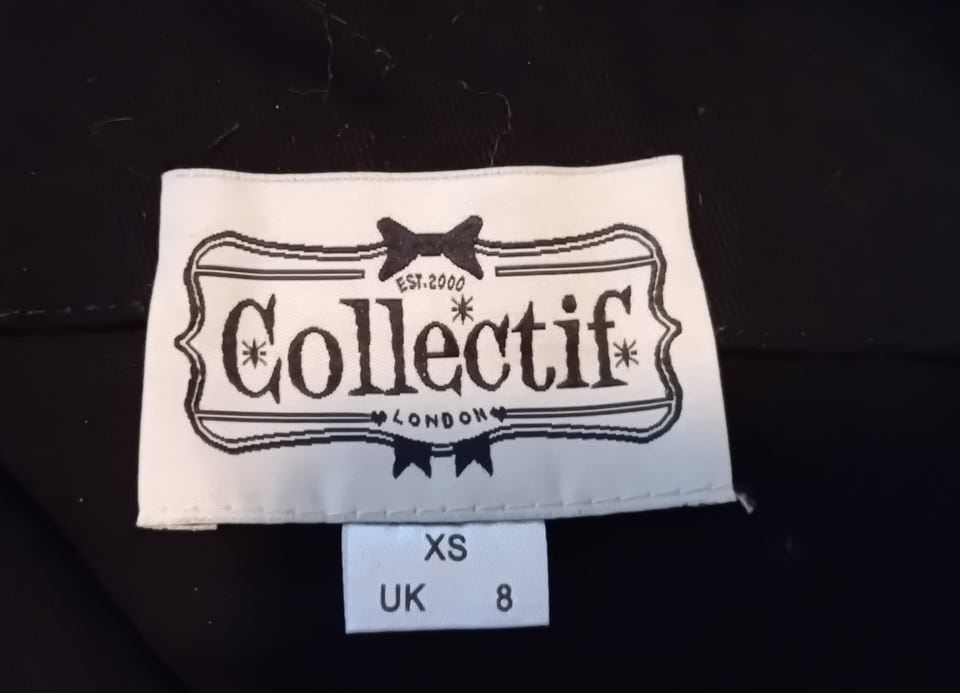 EST.2000
Collectif
LONDON
XS
UK 8